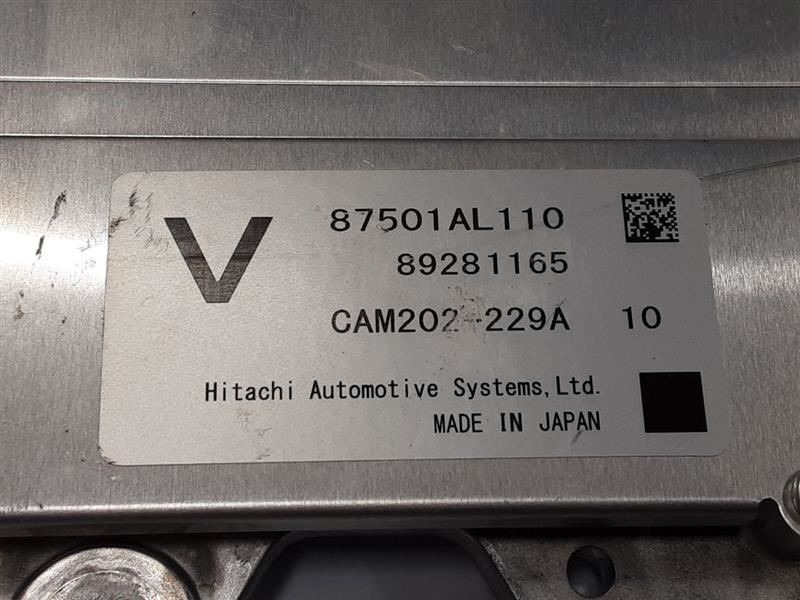 V
87501AL110
89281165
CAM202-229A 10
Hitachi Automotive Systems, Ltd.
MADE IN JAPAN